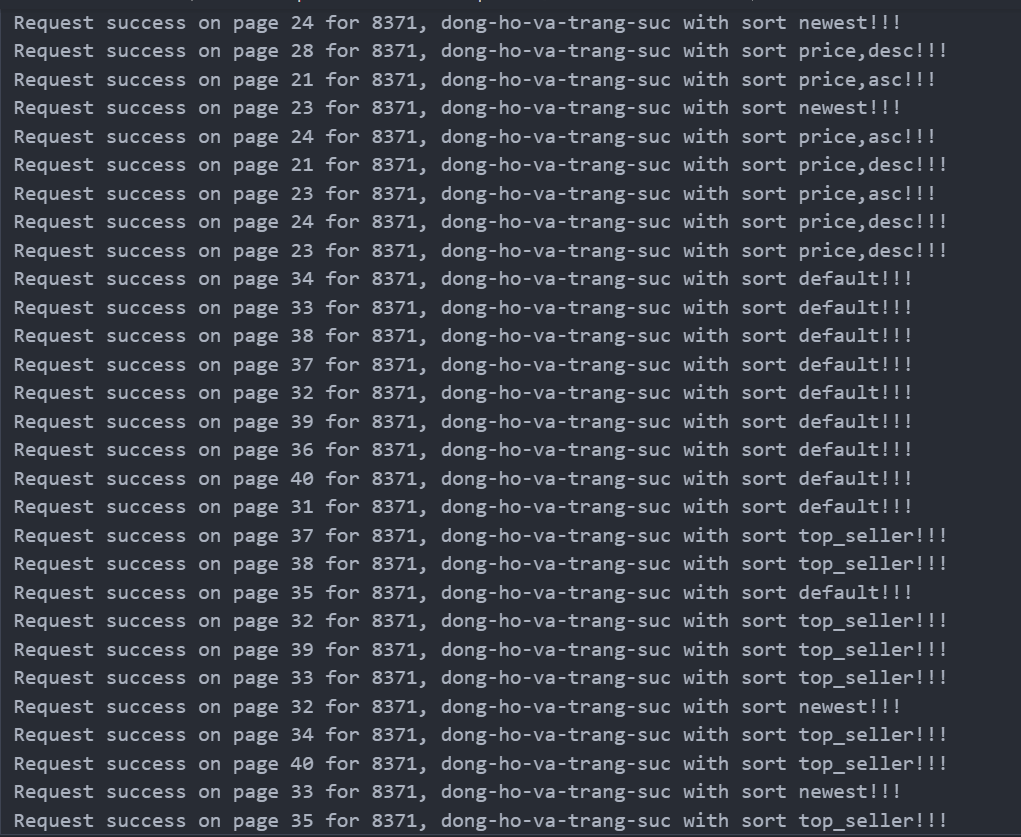 Request success on page 24 for 8371, dong-ho-va-trang-suc with sort newest!!!
Request success on page 28 for 8371, dong-ho-va-trang-suc with sort price,desc!!!
Request success on page 21 for 8371, dong-ho-va-trang-suc with sort price,asc!!!
Request success on page 23 for 8371, dong-ho-va-trang-suc with sort newest!!!
Request success on page 24 for 8371, dong-ho-va-trang-suc with sort price,asc!!!
Request success on page 21 for 8371, dong-ho-va-trang-suc with sort price,desc!!!
Request success on page 23 for 8371, dong-ho-va-trang-suc with sort price,asc!!!
Request success on page 24 for 8371, dong-ho-va-trang-suc with sort price,desc!!!
Request success on page 23 for 8371, dong-ho-va-trang-suc with sort price,desc!!!
Request success on page 34 for 8371, dong-ho-va-trang-suc with sort default!!!
Request success on page 33 for 8371, dong-ho-va-trang-suc with sort default!!!
Request success on page 38 for 8371, dong-ho-va-trang-suc with sort default!!!
Request success on page 37 for 8371, dong-ho-va-trang-suc with sort default!!!
Request success on page 32 for 8371, dong-ho-va-trang-suc with sort default!!!
Request success on page 39 for 8371, dong-ho-va-trang-suc with sort default!!!
Request success on page 36 for 8371, dong-ho-va-trang-suc with sort default!!!
Request success on page 40 for 8371, dong-ho-va-trang-suc with sort default!!!
Request success on page 31 for 8371, dong-ho-va-trang-suc with sort default!!!
Request success on page 37 for 8371, dong-ho-va-trang-suc with sort top_seller!!!
Request success on page 38 for 8371, dong-ho-va-trang-suc with sort top_seller!!!
Request success on page 35 for 8371, dong-ho-va-trang-suc with sort default!!!
Request success on page 32 for 8371, dong-ho-va-trang-suc with sort top_seller!!!
Request success on page 39 for 8371, dong-ho-va-trang-suc with sort top_seller!!!
Request success on page 33 for 8371, dong-ho-va-trang-suc with sort top_seller!!!
Request success on page 32 for 8371, dong-ho-va-trang-suc with sort newest!!!
Request success on page 34 for 8371, dong-ho-va-trang-suc with sort top_seller!!!
Request success on page 40 for 8371, dong-ho-va-trang-suc with sort top_seller!!!
Request success on page 33 for 8371, dong-ho-va-trang-suc with sort newest!!!
Request success on page 35 for 8371, dong-ho-va-trang-suc with sort top_seller!!!